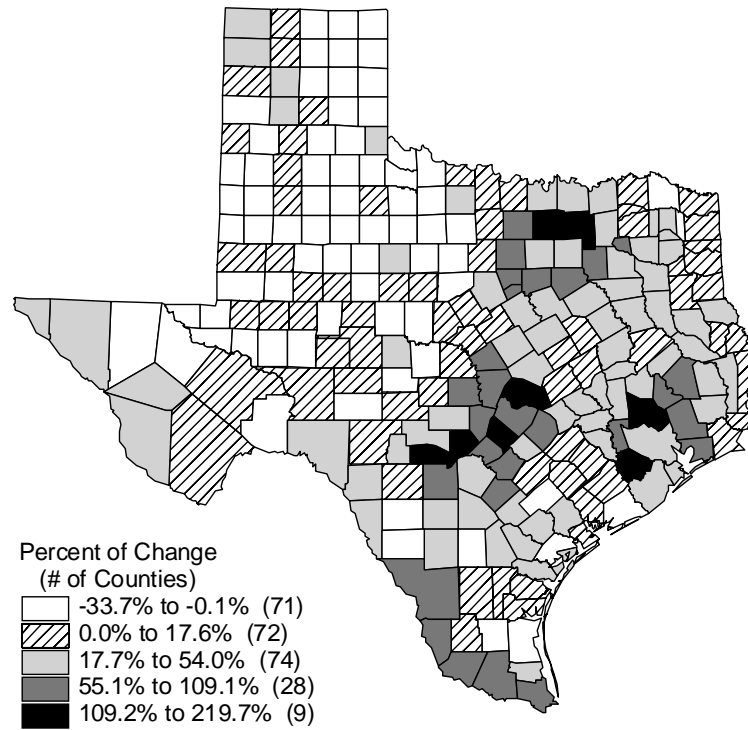 Percent of Change
(# of Counties)
-33.7% to -0.1% (71)
0.0% to 17.6% (72)
17.7% to 54.0% (74)
55.1% to 109.1% (28)
109.2% to 219.7% (9)